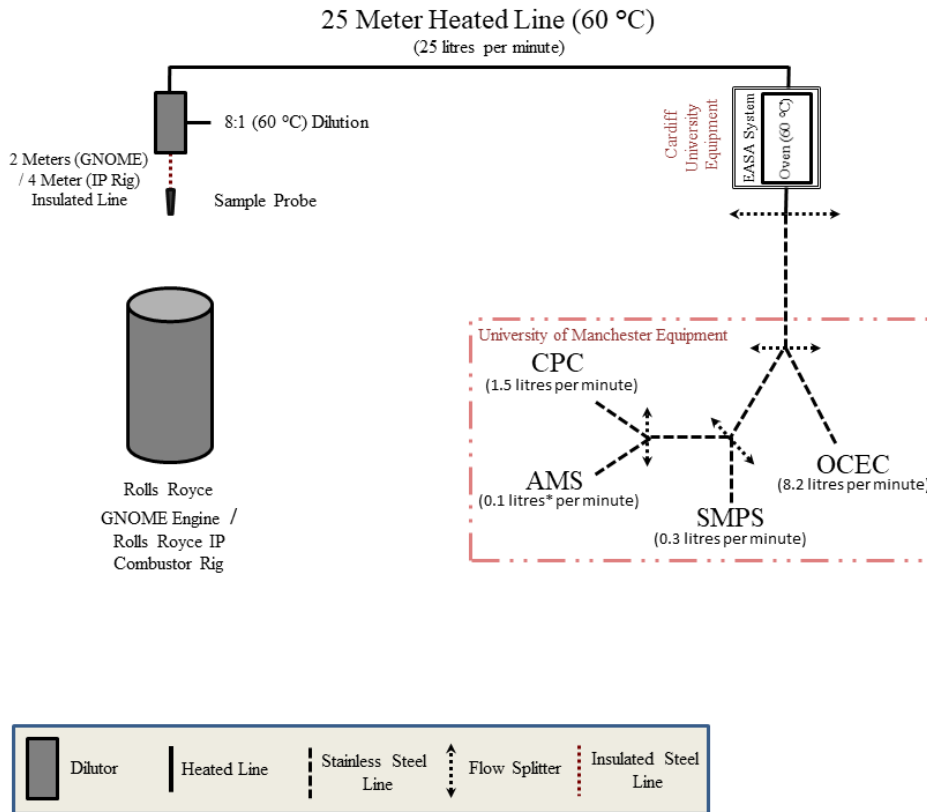 25 Meter Heated Line (60 °C)
(25 litres per minute)
8:1 (60 °C) Dilution
2 Meters (GNOME)
/ 4 Meter (IP Rig)
Insulated Line
Sample Probe
Cardiff
University
Equipment
EASA System
Oven (60 °C)
University of Manchester Equipment
CPC
(1.5 litres per minute)
AMS
(0.1 litres* per minute)
SMPS
(0.3 litres per minute)
OCEC
(8.2 litres per minute)
Rolls Royce
GNOME Engine /
Rolls Royce IP
Combustor Rig
Dilutor
Heated Line
Stainless Steel
Line
Flow Splitter
Insulated Steel
Line